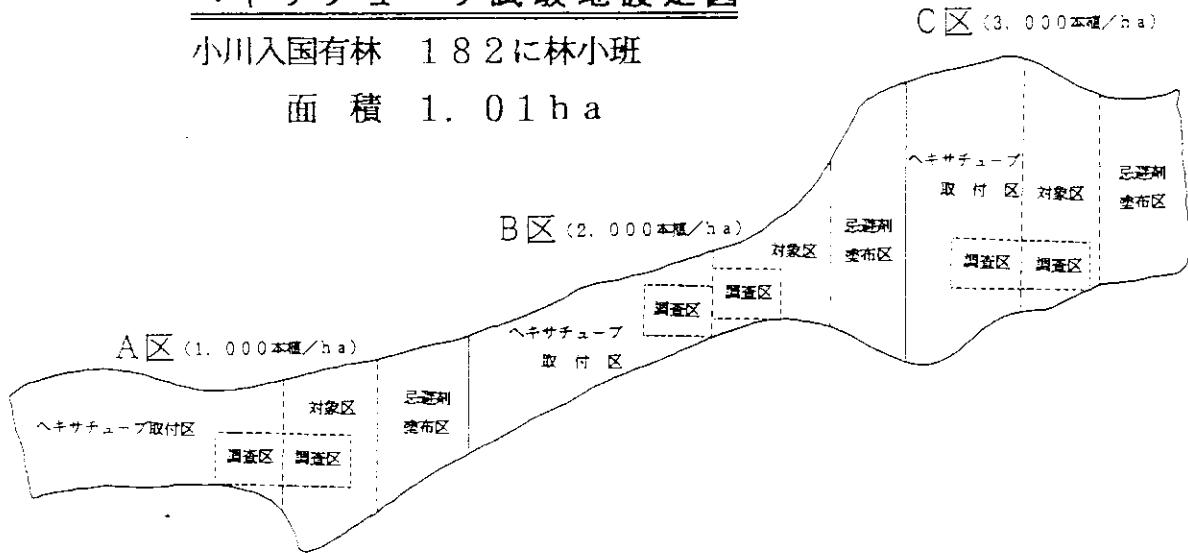 小川入国有林 182に林小班
面 積 1.01ha
A区(1.000本植/ha)
ヘキサチューブ取付区
調査区
対象区
調査区
忌避剤
塗布区
B区(2.000本植/ha)
ヘキサチューブ
取 付 区
調査区
対象区
調査区
忌避剤
塗布区
C区(3.000本植/ha)
ヘキサチューブ
取 付 区
調査区
対象区
調査区
忌避剤
塗布区